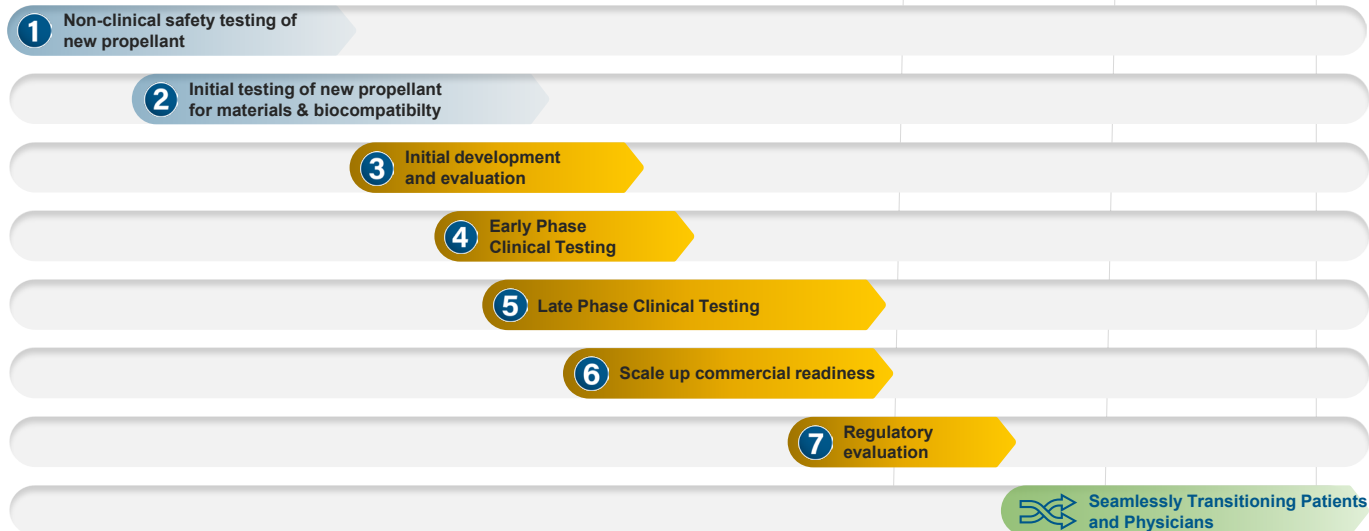 1
Non-clinical safety testing of
new propellant
2
Initial testing of new propellant
for materials & biocompatibilty
3
Initial development
and evaluation
4
Early Phase
Clinical Testing
5
Late Phase Clinical Testing
6
Scale up commercial readiness
7
Regulatory
evaluation
Seamlessly Transitioning Patients
and Physicians